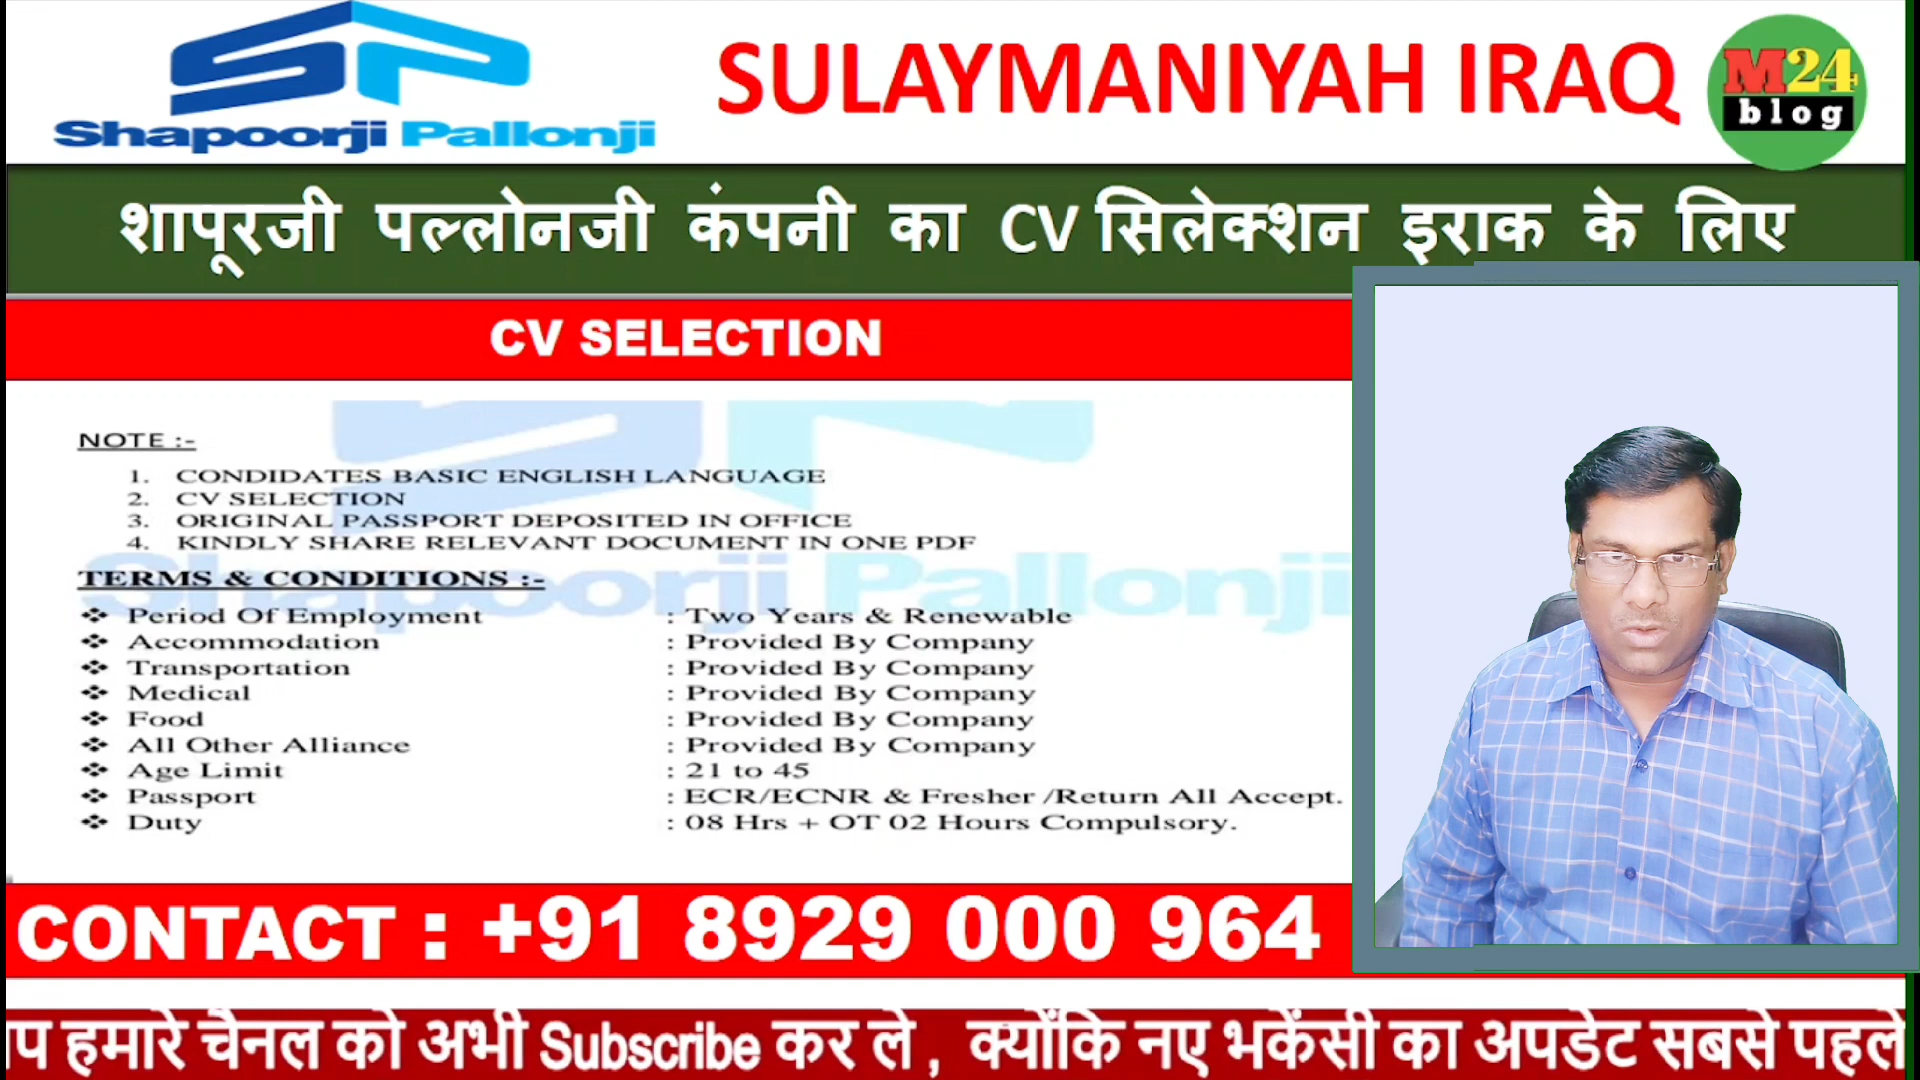 Shapoorji Pallonji
SULAYMANIYAH IRAQ
M24
blog
शापूरजी पल्लोनजी कंपनी का CV सिलेक्शन इराक के लिए
CV SELECTION
NOTE :-
1. CONDIDATES BASIC ENGLISH LANGUAGE
2. CV SELECTION
3. ORIGINAL PASSPORT DEPOSITED IN OFFICE
4. KINDLY SHARE RELEVANT DOCUMENT IN ONE PDF
Shapoorji Pallonji
TERMS & CONDITIONS :-
❖ Period Of Employment : Two Years & Renewable
❖ Accommodation : Provided By Company
❖ Transportation : Provided By Company
❖ Medical : Provided By Company
❖ Food : Provided By Company
❖ All Other Alliance : Provided By Company
❖ Age Limit : 21 to 45
❖ Passport : ECR/ECNR & Fresher /Return All Accept.
❖ Duty : 08 Hrs + OT 02 Hours Compulsory.
CONTACT : +91 8929 000 964
प हमारे चैनल को अभी Subscribe कर ले , क्योंकि नए भकेंसी का अपडेट सबसे पहले